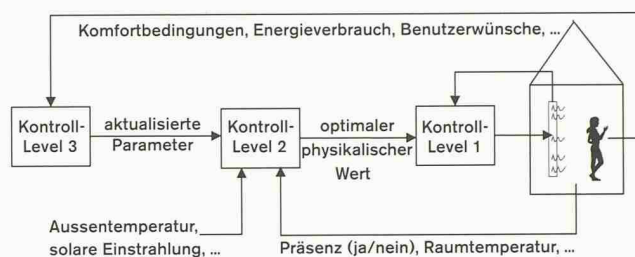 Komfortbedingungen, Energieverbrauch, Benutzerwünsche, ...
Kontroll-
Level 3
aktualisierte
Parameter
Kontroll-
Level 2
optimaler
physikalischer
Wert
Kontroll-
Level 1
Aussentemperatur,
solare Einstrahlung, ...
Präsenz (ja/nein), Raumtemperatur, ...